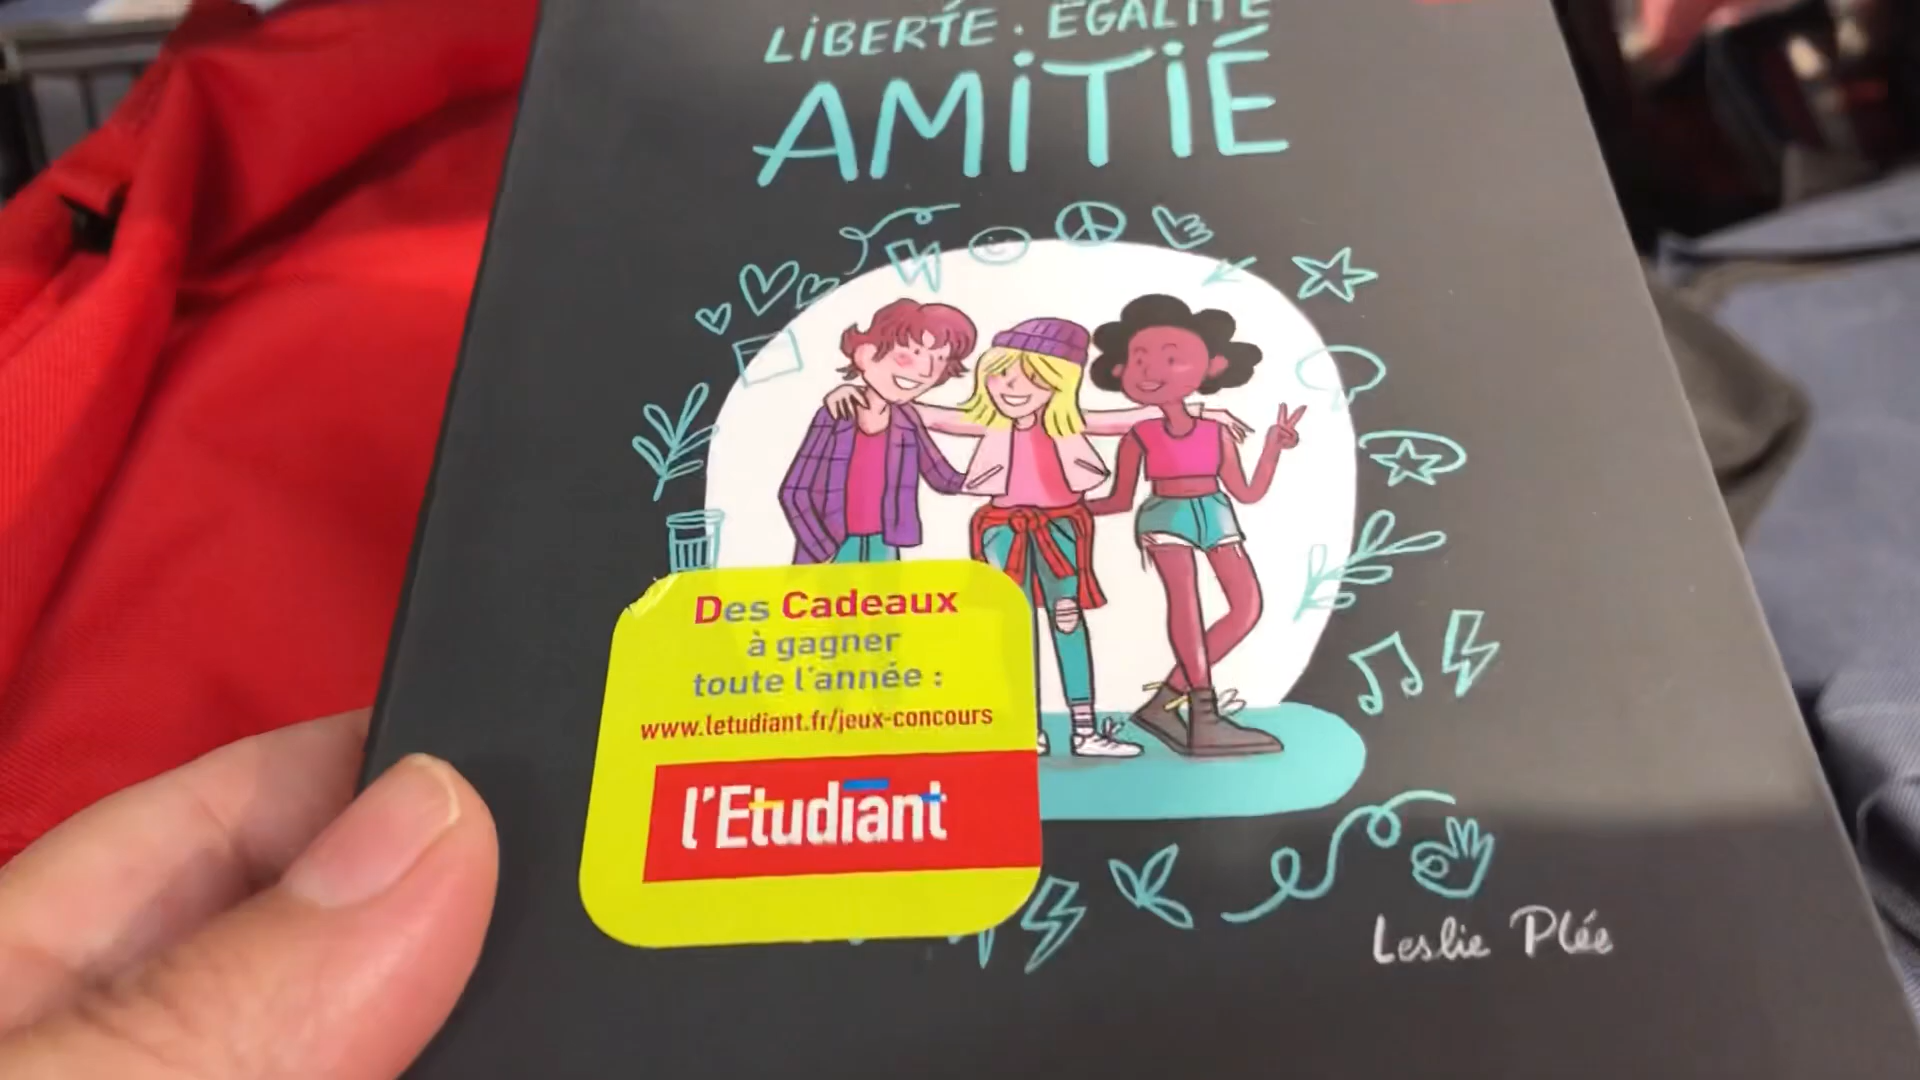 LIBERTÉ . ÉGALITÉ
AMITIÉ
Des Cadeaux
à gagner
toute l'année :
www.letudiant.fr/jeux-concours
l'Etudiant
Leslie Plée